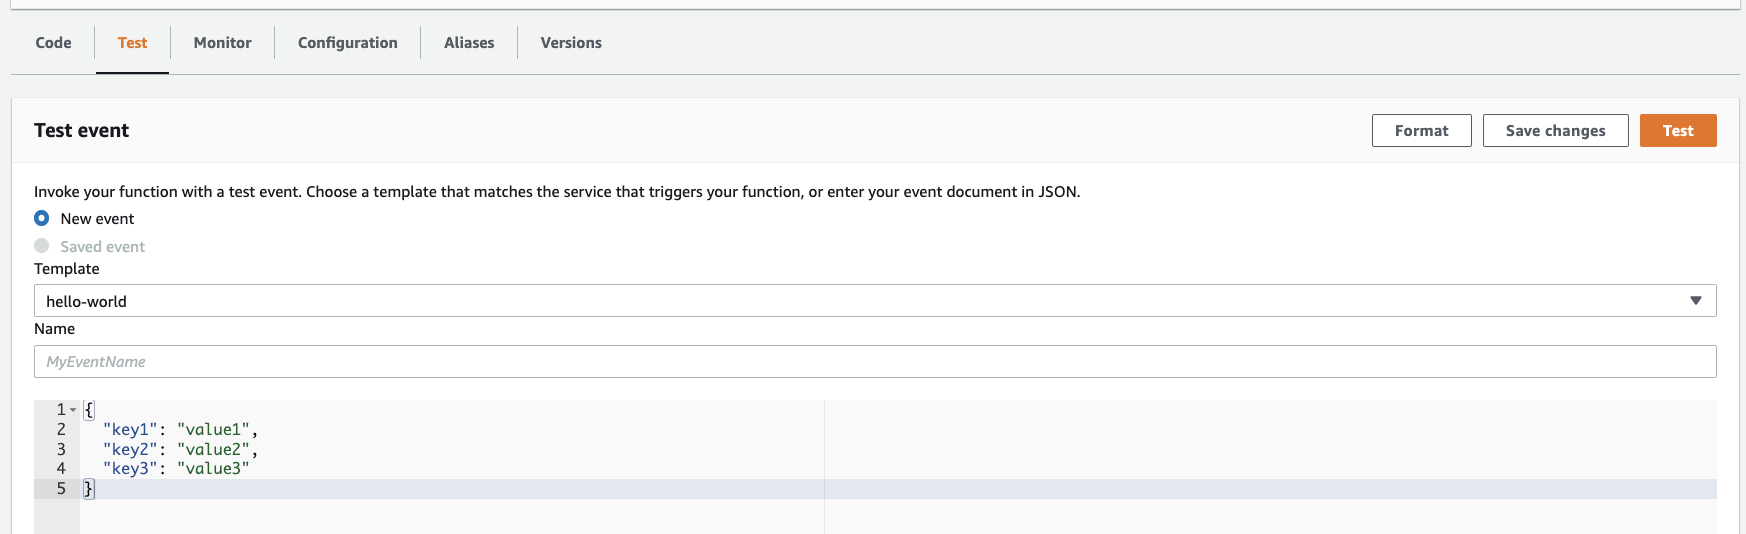 Code Test Monitor Configuration Aliases Versions
Test event Format Save changes Test
Invoke your function with a test event. Choose a template that matches the service that triggers your function, or enter your event document in JSON.
New event
Saved event
Template
hello-world
Name
MyEventName
1 {
2 "key1": "value1",
3 "key2": "value2",
4 "key3": "value3"
5 }